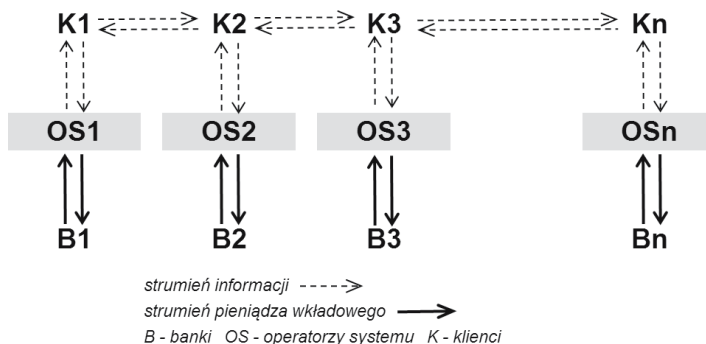 K1 K2 K3 Kn
OS1 OS2 OS3 OSn
B1 B2 B3 Bn
strumień informacji
strumień pieniądza wkładowego
B - banki OS - operatorzy systemu K - klienci